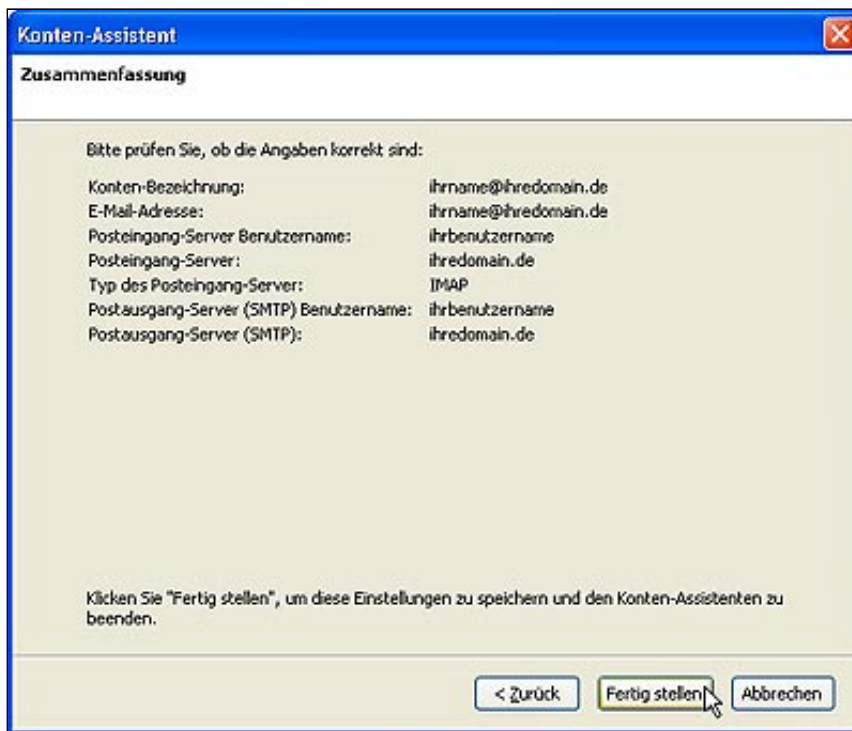 Konten-Assistent
Zusammenfassung
Bitte prüfen Sie, ob die Angaben korrekt sind:
Konten-Bezeichnung: ihrname@ihredomain.de
E-Mail-Adresse: ihrname@ihredomain.de
Posteingang-Server Benutzername: ihrbenutzername
Posteingang-Server: ihredomain.de
Typ des Posteingang-Server: IMAP
Postausgang-Server (SMTP) Benutzername: ihrbenutzername
Postausgang-Server (SMTP): ihredomain.de
Klicken Sie "Fertig stellen", um diese Einstellungen zu speichern und den Konten-Assistenten zu
beenden.
< Zurück Fertig stellen Abbrechen